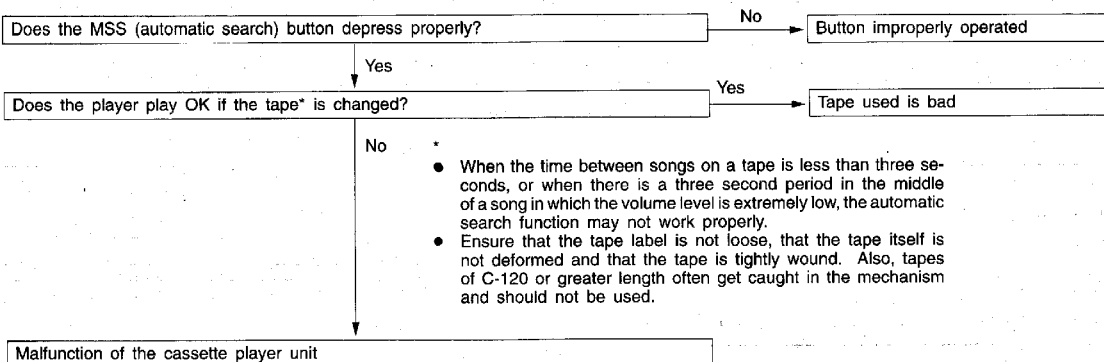 Does the MSS (automatic search) button depress properly?
No
Button improperly operated
Yes
Does the player play OK if the tape* is changed?
Yes
Tape used is bad
No
*
● When the time between songs on a tape is less than three se-
conds, or when there is a three second period in the middle
of a song in which the volume level is extremely low, the automatic
search function may not work properly.
● Ensure that the tape label is not loose, that the tape itself is
not deformed and that the tape is tightly wound. Also, tapes
of C-120 or greater length often get caught in the mechanism
and should not be used.
Malfunction of the cassette player unit